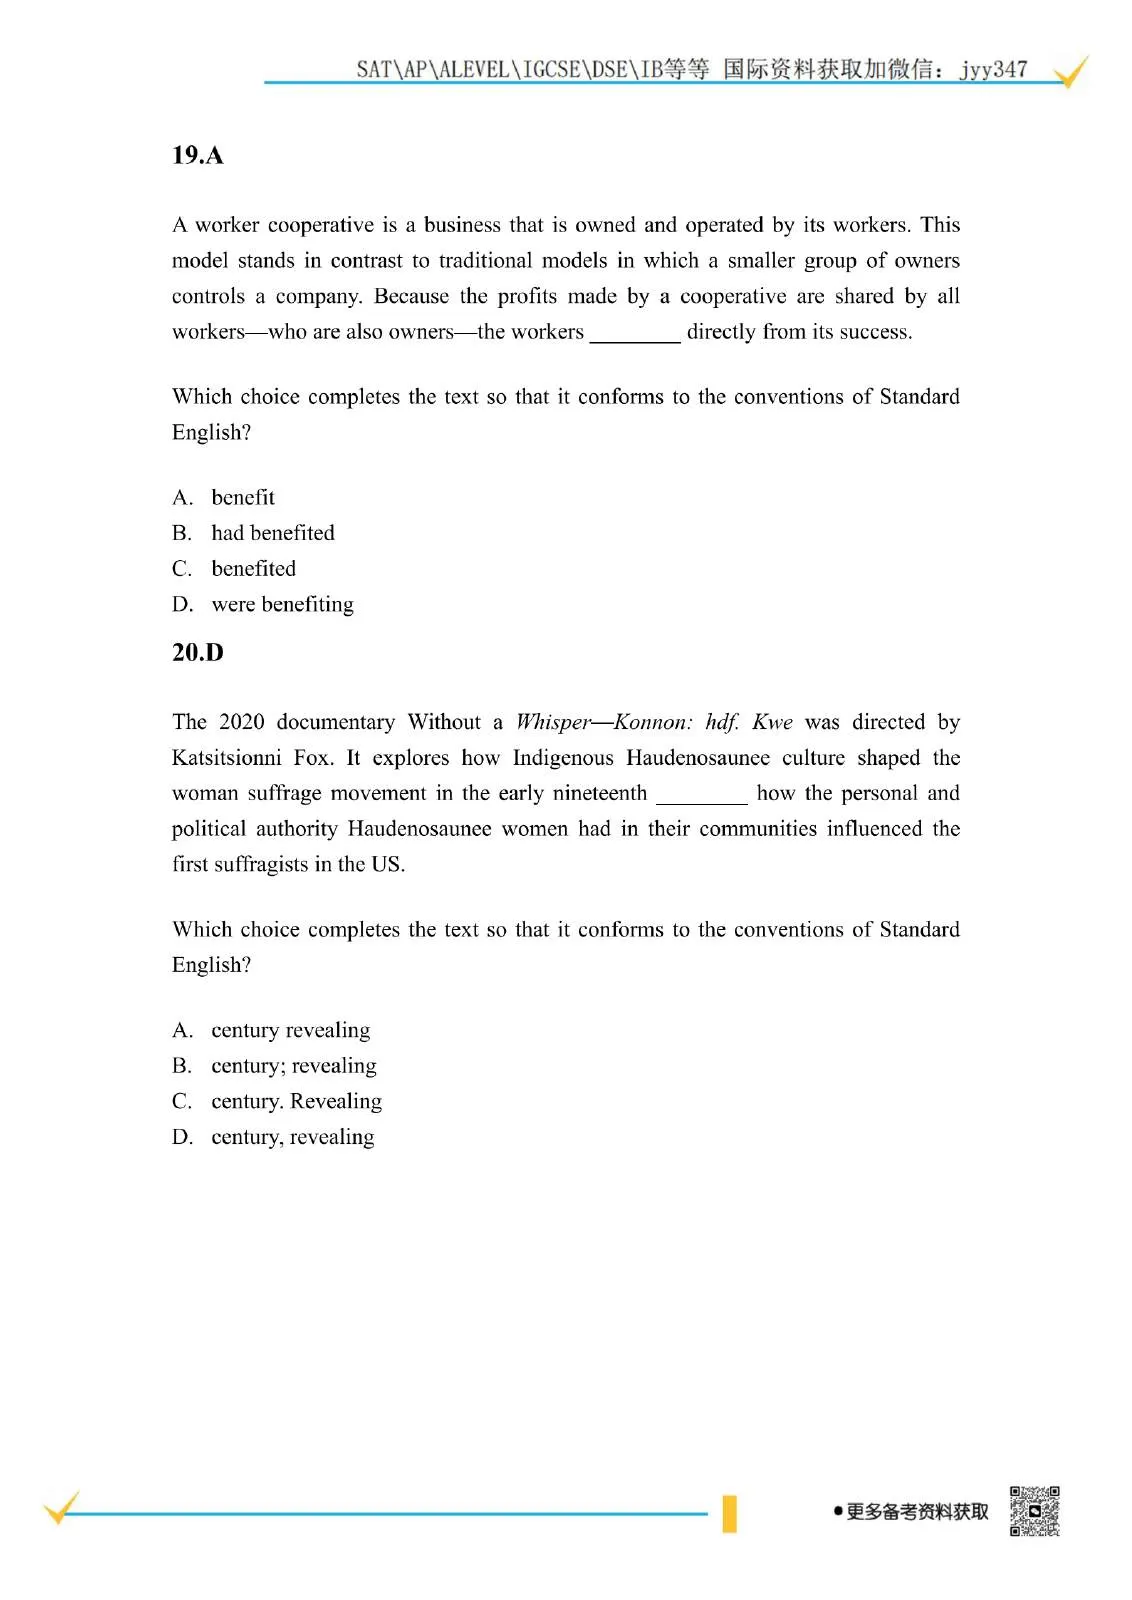 SAT\AP\ALEVEL\IGCSE\DSE\IB等等 国际资料获取加微信：jyy347
19.A
A worker cooperative is a business that is owned and operated by its workers. This
model stands in contrast to traditional models in which a smaller group of owners
controls a company. Because the profits made by a cooperative are shared by all
workers—who are also owners—the workers ________ directly from its success.
Which choice completes the text so that it conforms to the conventions of Standard
English?
A. benefit
B. had benefited
C. benefited
D. were benefiting
20.D
The 2020 documentary Without a Whisper—Konnon: hdf. Kwe was directed by
Katsitsionni Fox. It explores how Indigenous Haudenosaunee culture shaped the
woman suffrage movement in the early nineteenth ________ how the personal and
political authority Haudenosaunee women had in their communities influenced the
first suffragists in the US.
Which choice completes the text so that it conforms to the conventions of Standard
English?
A. century revealing
B. century; revealing
C. century. Revealing
D. century, revealing
•更多备考资料获取